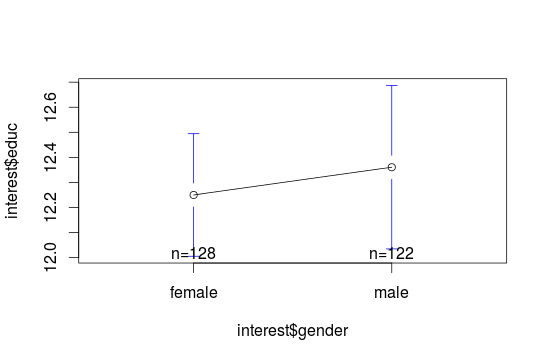 interest$educ
12.6
12.4
12.2
12.0
n=128 n=122
female male
interest$gender